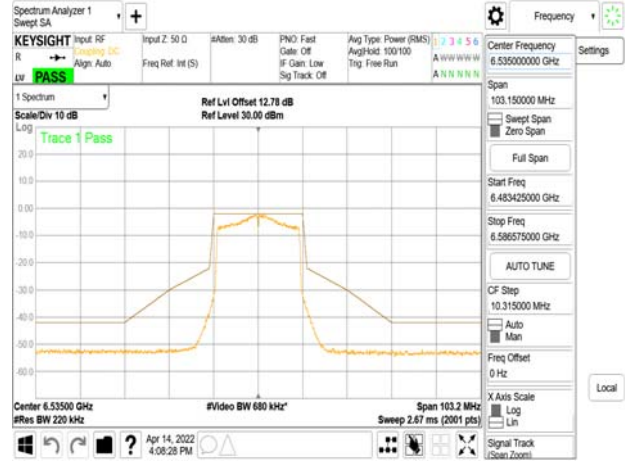 Spectrum Analyzer 1
Swept SA
Frequency
KEYSIGHT
Input: RF
Coupling: DC
Align: Auto
Input Z: 50 Ω
Freq Ref: Int (S)
#Atten: 30 dB
PNO: Fast
Gate: Off
IF Gain: Low
Sig Track: Off
Avg Type: Power (RMS)
Avg|Hold: 100/100
Trig: Free Run
1 2 3 4 5 6
A W W W W W
A N N N N N
R
LV PASS
Center Frequency
6.535000000 GHz
Settings
Span
103.150000 MHz
Swept Span
Zero Span
Full Span
Start Freq
6.483425000 GHz
Stop Freq
6.586575000 GHz
AUTO TUNE
CF Step
10.315000 MHz
Auto
Man
Freq Offset
0 Hz
X Axis Scale
Log
Lin
Local
Signal Track
(Span Zoom)
1 Spectrum
Scale/Div 10 dB
Ref Lvl Offset 12.78 dB
Ref Level 30.00 dBm
Log
Trace 1 Pass
20.0
10.0
0.00
-10.0
-20.0
-30.0
-40.0
-50.0
-60.0
Center 6.53500 GHz
#Res BW 220 kHz
#Video BW 680 kHz*
Span 103.2 MHz
Sweep 2.67 ms (2001 pts)
Apr 14, 2022
4:08:28 PM